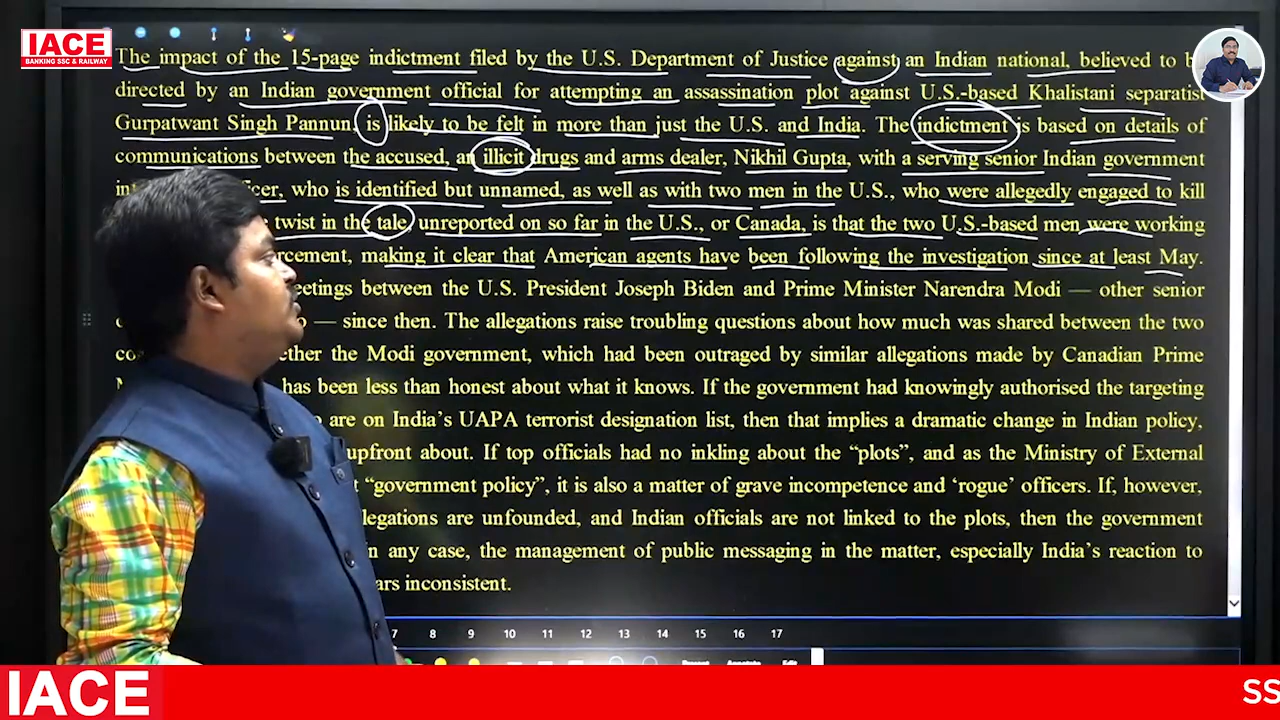 IACE
BANKING SSC & RAILWAY
The impact of the 15-page indictment filed by the U.S. Department of Justice against an Indian national, believed to
directed by an Indian government official for attempting an assassination plot against U.S.-based Khalistani separatist
Gurpatwant Singh Pannun, is likely to be felt in more than just the U.S. and India. The indictment is based on details of
communications between the accused, an illicit drugs and arms dealer, Nikhil Gupta, with a serving senior Indian government
who is identified but unnamed, as well as with two men in the U.S., who were allegedly engaged to kill
twist in the tale, unreported on so far in the U.S., or Canada, is that the two U.S.-based men were working
making it clear that American agents have been following the investigation since at least May.
between the U.S. President Joseph Biden and Prime Minister Narendra Modi — other senior
— since then. The allegations raise troubling questions about how much was shared between the two
the Modi government, which had been outraged by similar allegations made by Canadian Prime
has been less than honest about what it knows. If the government had knowingly authorised the targeting
are on India's UAPA terrorist designation list, then that implies a dramatic change in Indian policy,
upfront about. If top officials had no inkling about the “plots”, and as the Ministry of External
“government policy”, it is also a matter of grave incompetence and ‘rogue’ officers. If, however,
are unfounded, and Indian officials are not linked to the plots, then the government
any case, the management of public messaging in the matter, especially India's reaction to
inconsistent.
7 8 9 10 11 12 13 14 15 16 17
IACE